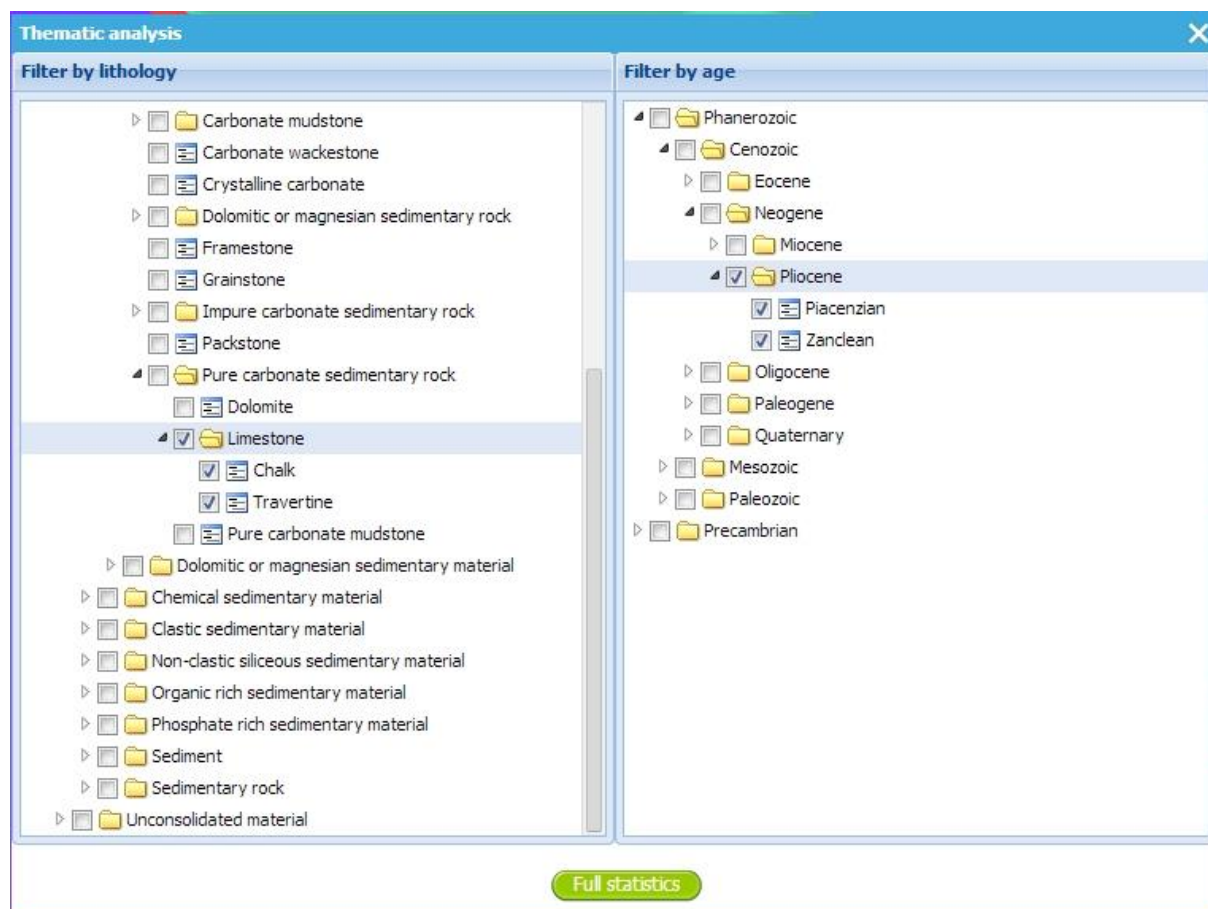 Thematic analysis
Filter by lithology
Carbonate mudstone
Carbonate wackestone
Crystalline carbonate
Dolomitic or magnesian sedimentary rock
Framestone
Grainstone
Impure carbonate sedimentary rock
Packstone
Pure carbonate sedimentary rock
Dolomite
Limestone
Chalk
Travertine
Pure carbonate mudstone
Dolomitic or magnesian sedimentary material
Chemical sedimentary material
Clastic sedimentary material
Non-clastic siliceous sedimentary material
Organic rich sedimentary material
Phosphate rich sedimentary material
Sediment
Sedimentary rock
Unconsolidated material
Filter by age
Phanerozoic
Cenozoic
Eocene
Neogene
Miocene
Pliocene
Piacenzian
Zanclean
Oligocene
Paleogene
Quaternary
Mesozoic
Paleozoic
Precambrian
Full statistics